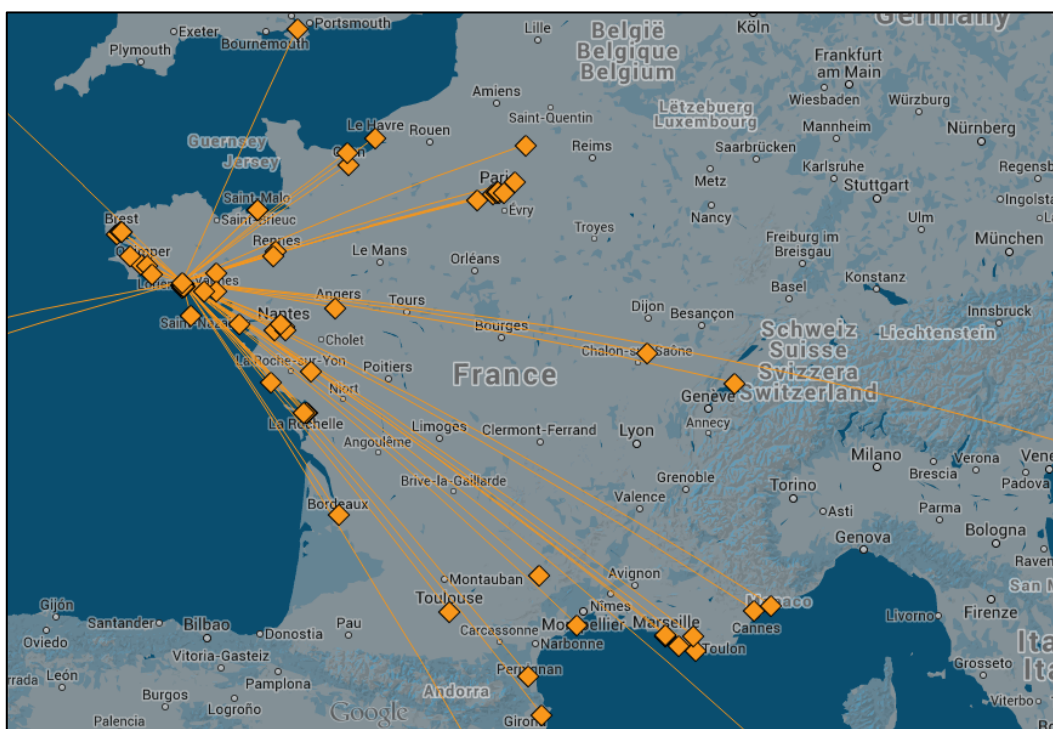 Germany
Portsmouth
Exeter
Bournemouth
Plymouth
Lille
België
Belgique
Belgium
Köln
Frankfurt
am Main
Wiesbaden
Würzburg
Amiens
Saint-Quentin
Lëtzebuerg
Luxembourg
Le Havre
Rouen
Reims
Saarbrücken
Mannheim
Nürnberg
Guernsey
Jersey
Karlsruhe
Regensb
Metz
Stuttgart
Pari
Évry
Nancy
Ingolsta
Saint-Malo
Saint-Brieuc
Brest
Troyes
Ulm
Freiburg im
Breisgau
München
Rennes
Le Mans
Orléans
Konstanz
Basel
Angers
Tours
Dijon
Besançon
Innsbruck
Nantes
Cholet
Bourges
Schweiz
Suisse
Svizzera
Switzerland
Liechtenstein
Chalon-sur-Saône
La Roche-sur-Yon
Poitiers
Niort
France
Genève
Annecy
La Rochelle
Limoges
Clermont-Ferrand
Lyon
Angoulême
Milano
Verona
Brescia
Padova
Brive-la-Gaillarde
Grenoble
Valence
Torino
Asti
Parma
Bordeaux
Bologna
Genova
Raven
Montauban
Avignon
Monaco
Toulouse
Nîmes
Cannes
Livorno
Firenze
San M
Gijón
Santander
Bilbao
Donostia
Pau
Carcassonne
Montpellier
Narbonne
Marseille
Toulon
Oviedo
Vitoria-Gasteiz
Perpignan
Grosseto
León
Pamplona
Burgos
Logroño
Andorra
Viterbo
Palencia
Google
Girona